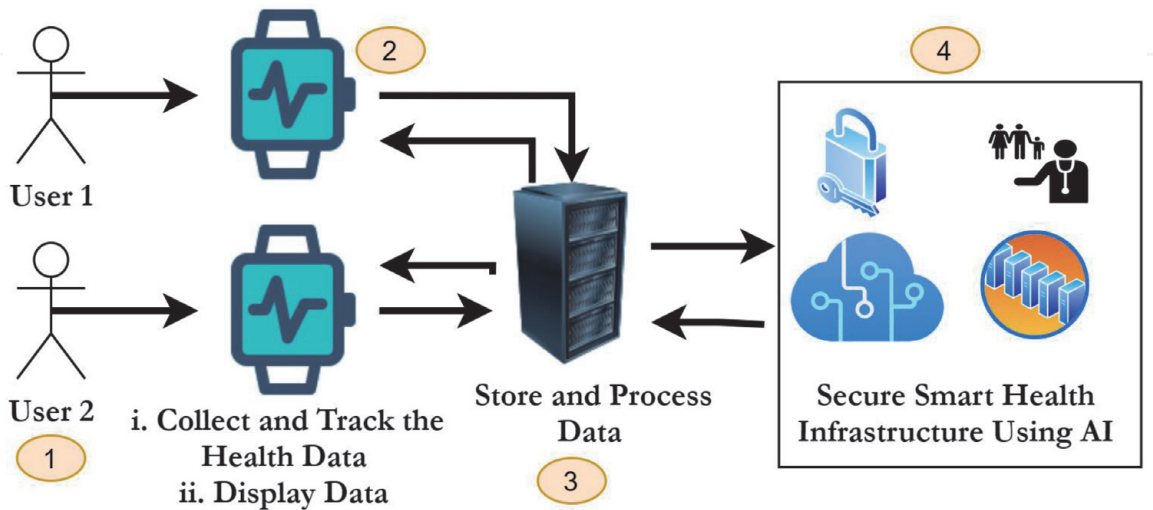 2
4
User 1
User 2
1
i. Collect and Track the
Health Data
ii. Display Data
Store and Process
Data
3
Secure Smart Health
Infrastructure Using AI